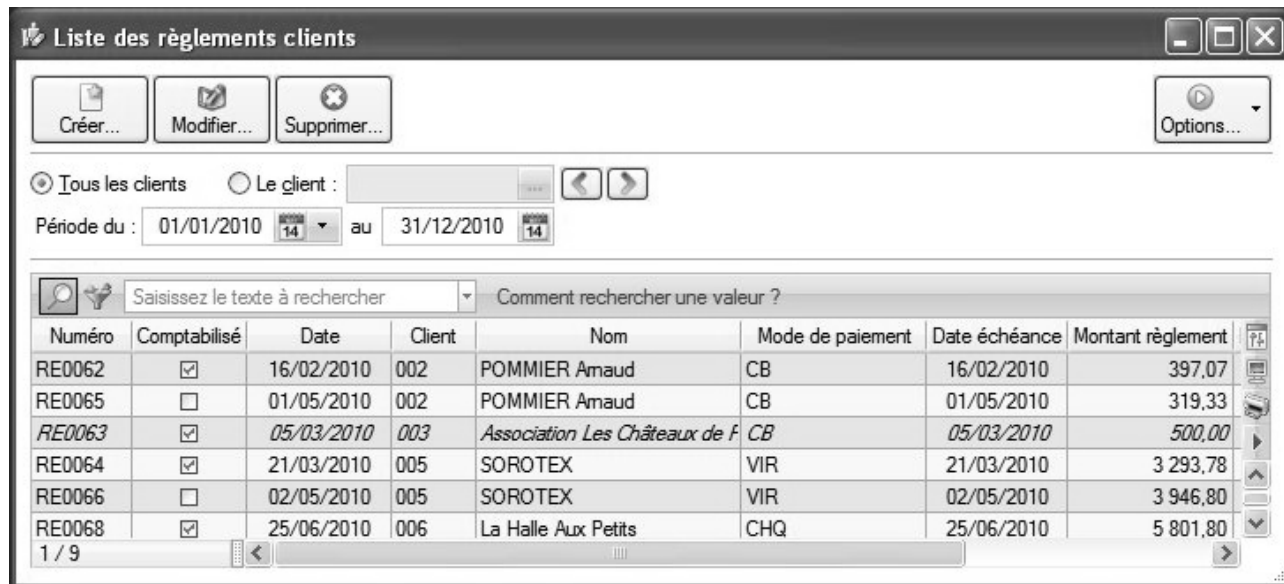 Liste des règlements clients
Créer... Modifier... Supprimer... Options...
Tous les clients Le client : ...
Période du : 01/01/2010 14 au 31/12/2010 14
Saisissez le texte à rechercher Comment rechercher une valeur ?
Numéro Comptabilisé Date Client Nom Mode de paiement Date échéance Montant règlement
RE0062 16/02/2010 002 POMMIER Arnaud CB 16/02/2010 397,07
RE0065 01/05/2010 002 POMMIER Arnaud CB 01/05/2010 319,33
RE0063 05/03/2010 003 Association Les Châteaux de F CB 05/03/2010 500,00
RE0064 21/03/2010 005 SOROTEX VIR 21/03/2010 3 293,78
RE0066 02/05/2010 005 SOROTEX VIR 02/05/2010 3 946,80
RE0068 25/06/2010 006 La Halle Aux Petits CHQ 25/06/2010 5 801,80
1 / 9